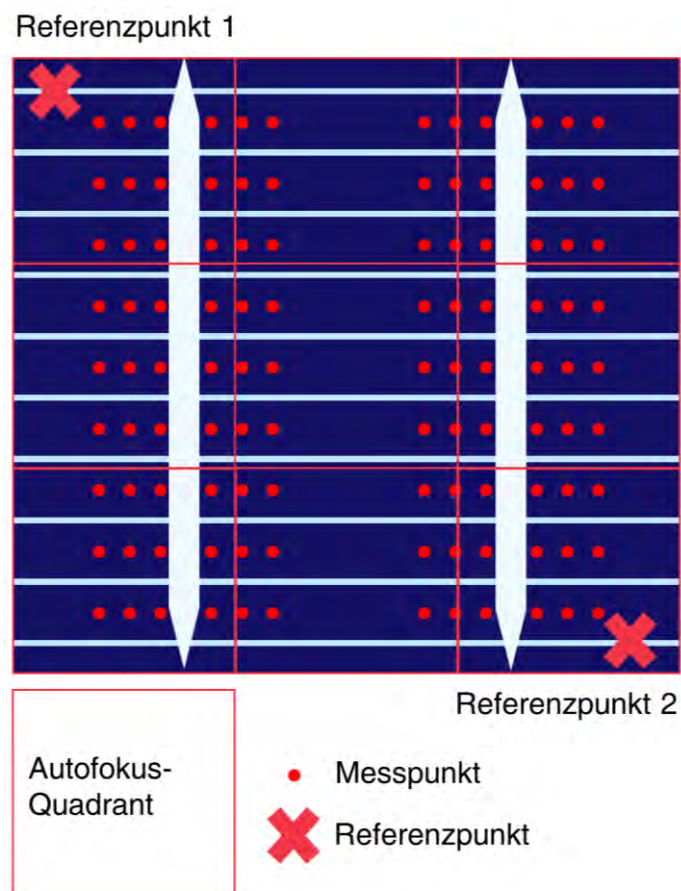 Referenzpunkt 1
Referenzpunkt 2
Autofokus-
Quadrant
Messpunkt
Referenzpunkt